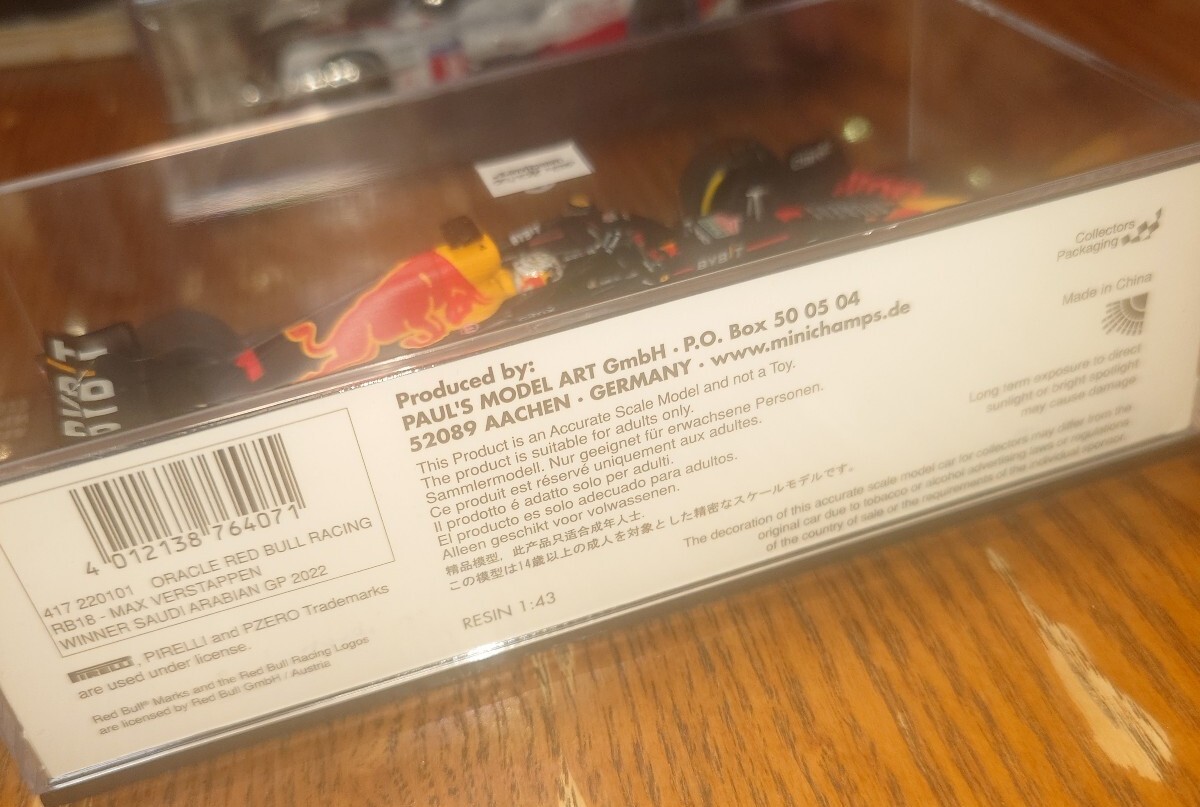 BYBIT
BYBIT
BYBIT
BYBIT
Produced by:
PAUL'S MODEL ART GmbH · P.O. Box 50 05 04
52089 AACHEN · GERMANY · www.minichamps.de
This Product is an Accurate Scale Model and not a Toy.
The product is suitable for adults only.
Sammlermodell. Nur geeignet für erwachsene Personen.
Ce produit est réservé uniquement aux adultes.
Il prodotto é adatto solo per adulti.
El producto es solo adecuado para adultos.
Alleen geschikt voor volwassenen.
精品模型，此产品只适合成年人士.
この模型は14歳以上の成人を対象とした精密なスケールモデルです。
RESIN 1:43
4 012138 764071
417 220101 ORACLE RED BULL RACING
RB18 - MAX VERSTAPPEN
WINNER SAUDI ARABIAN GP 2022
, PIRELLI and PZERO Trademarks
are used under license.
Red Bull® Marks and the Red Bull Racing Logos
are licensed by Red Bull GmbH / Austria
Collectors
Packaging
Made in China
Long term exposure to direct
sunlight or bright spotlight
may cause damage.
The decoration of this accurate scale model car for collectors may differ from the
original car due to tobacco or alcohol advertising laws or regulations
of the country of sale or the requirements of the individual sponsor.